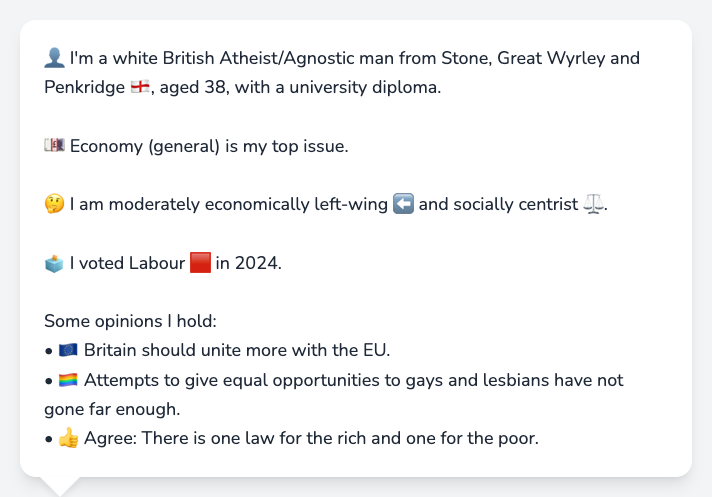 👤 I'm a white British Atheist/Agnostic man from Stone, Great Wyrley and
Penkridge 🏴󠁧󠁢󠁥󠁮󠁧󠁿, aged 38, with a university diploma.
💷 Economy (general) is my top issue.
🤔 I am moderately economically left-wing ⬅️ and socially centrist ⚖️.
🗳️ I voted Labour 🟥 in 2024.
Some opinions I hold:
• 🇪🇺 Britain should unite more with the EU.
• 🏳️‍🌈 Attempts to give equal opportunities to gays and lesbians have not
gone far enough.
• 👍 Agree: There is one law for the rich and one for the poor.